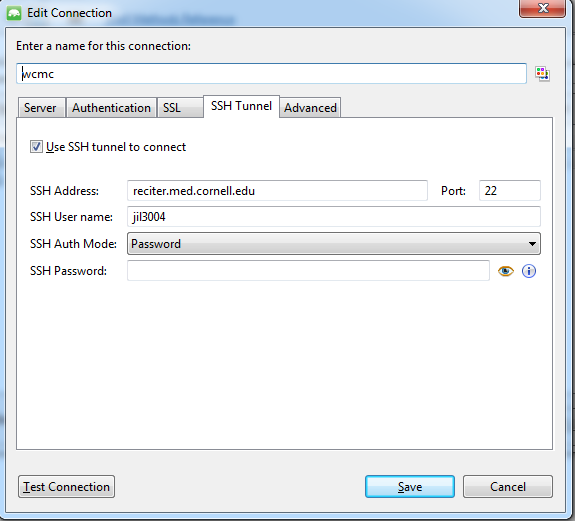 Edit Connection
Enter a name for this connection:
wcmc
Server Authentication SSL SSH Tunnel Advanced
Use SSH tunnel to connect
SSH Address: reciter.med.cornell.edu Port: 22
SSH User name: jil3004
SSH Auth Mode: Password
SSH Password:
Test Connection Save Cancel